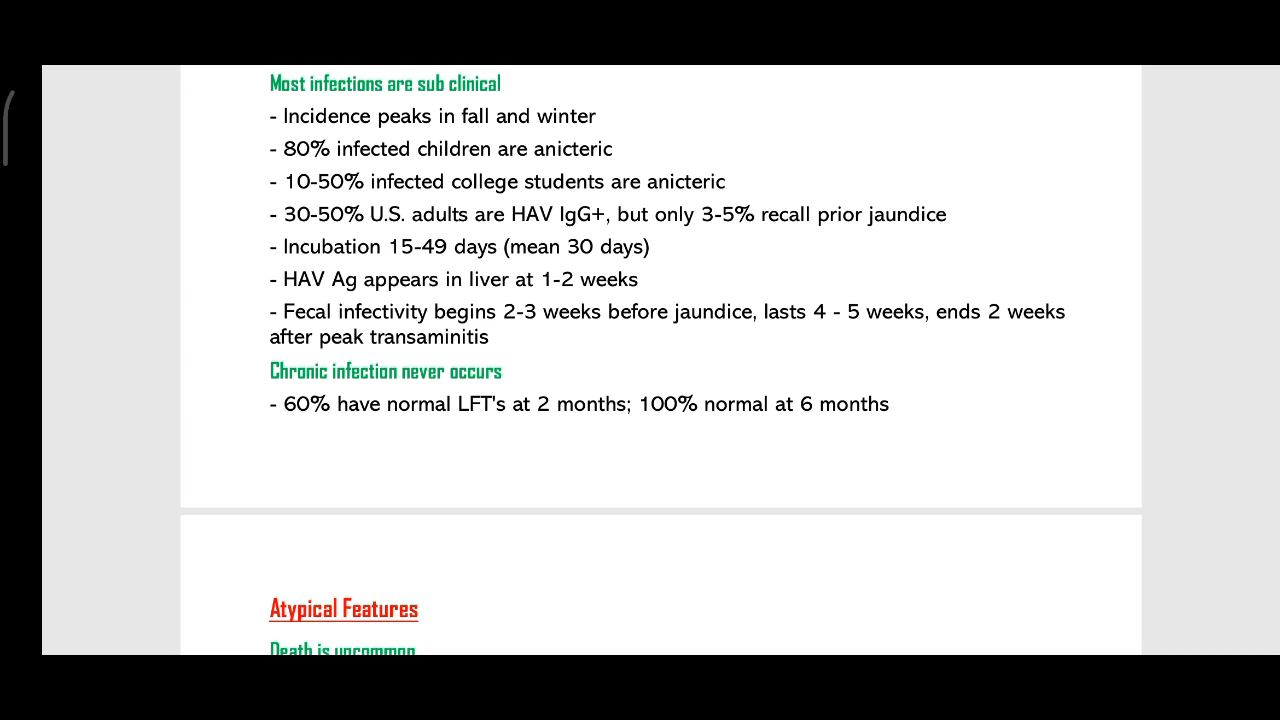 Most infections are sub clinical
- Incidence peaks in fall and winter
- 80% infected children are anicteric
- 10-50% infected college students are anicteric
- 30-50% U.S. adults are HAV IgG+, but only 3-5% recall prior jaundice
- Incubation 15-49 days (mean 30 days)
- HAV Ag appears in liver at 1-2 weeks
- Fecal infectivity begins 2-3 weeks before jaundice, lasts 4 - 5 weeks, ends 2 weeks
after peak transaminitis
Chronic infection never occurs
- 60% have normal LFT's at 2 months; 100% normal at 6 months
Atypical Features
Death is uncommon